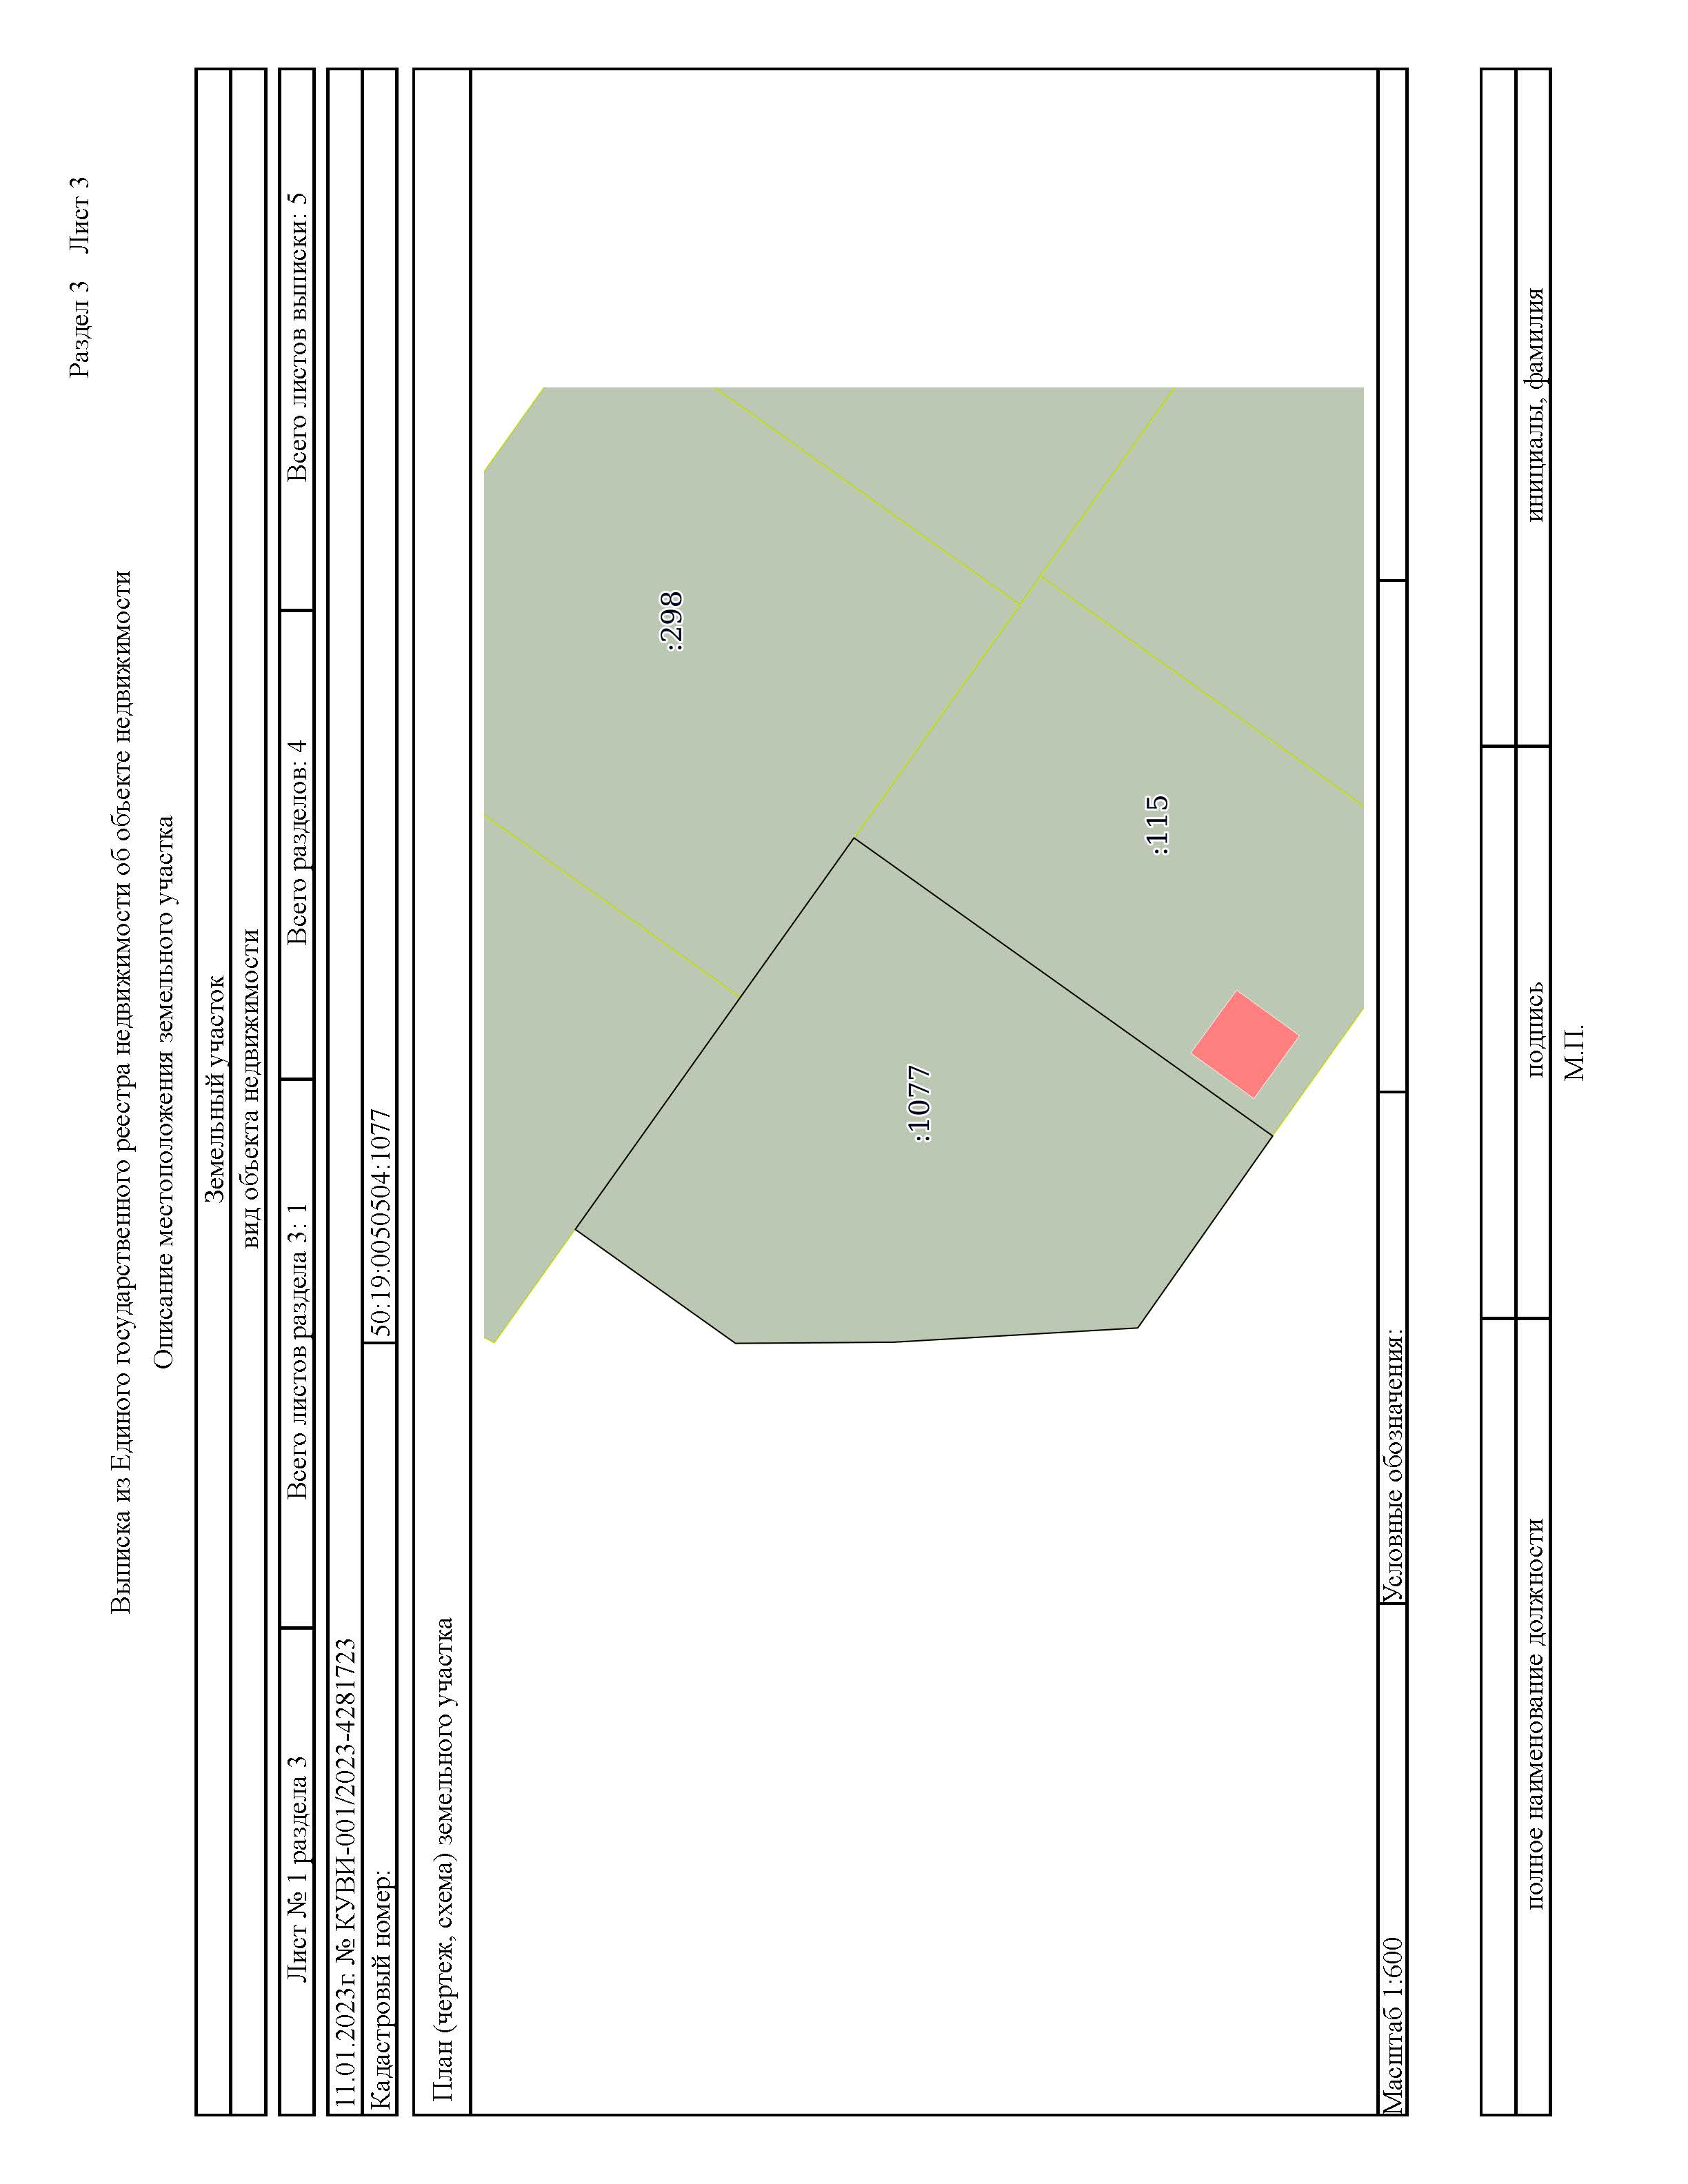 Раздел 3 Лист 3
Выписка из Единого государственного реестра недвижимости об объекте недвижимости
Описание местоположения земельного участка
Земельный участок
вид объекта недвижимости
Лист № 1 раздела 3 Всего листов раздела 3: 1 Всего разделов: 4 Всего листов выписки: 5
11.01.2023г. № КУВИ-001/2023-4281723
Кадастровый номер: 50:19:0050504:1077
План (чертеж, схема) земельного участка
:298
:1077
:115
Масштаб 1:600 Условные обозначения:
полное наименование должности подпись инициалы, фамилия
М.П.